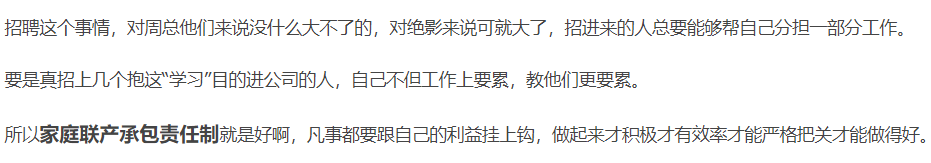 招聘这个事情，对周总他们来说没什么大不了的，对绝影来说可就大了，招进来的人总要能够帮自己分担一部分工作。
要是真招上几个抱这“学习”目的进公司的人，自己不但工作上要累，教他们更要累。
所以家庭联产承包责任制就是好啊，凡事都要跟自己的利益挂上钩，做起来才积极才有效率才能严格把关才能做得好。